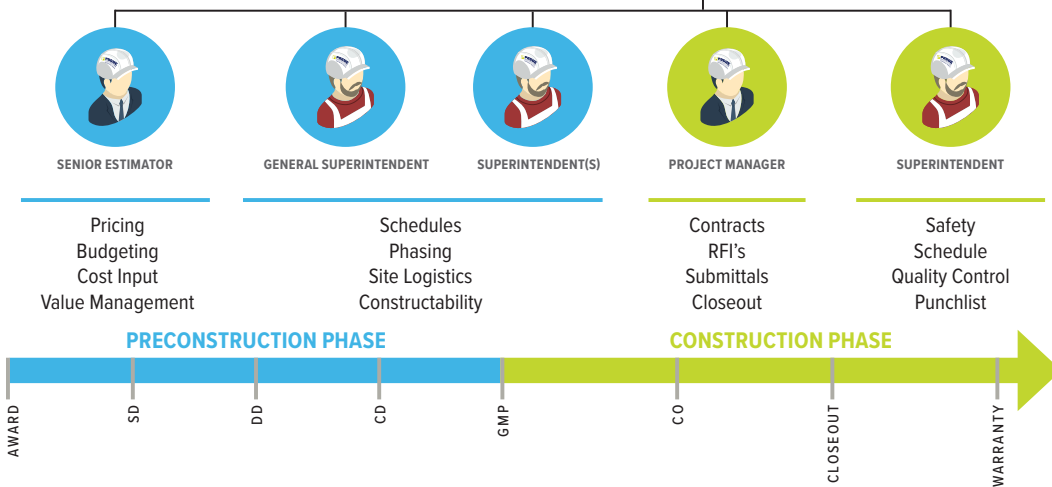 SENIOR ESTIMATOR
GENERAL SUPERINTENDENT
SUPERINTENDENT(S)
PROJECT MANAGER
SUPERINTENDENT
Pricing
Budgeting
Cost Input
Value Management
Schedules
Phasing
Site Logistics
Constructability
Contracts
RFI's
Submittals
Closeout
Safety
Schedule
Quality Control
Punchlist
PRECONSTRUCTION PHASE
CONSTRUCTION PHASE
AWARD
SD
DD
CD
GMP
CO
CLOSEOUT
WARRANTY